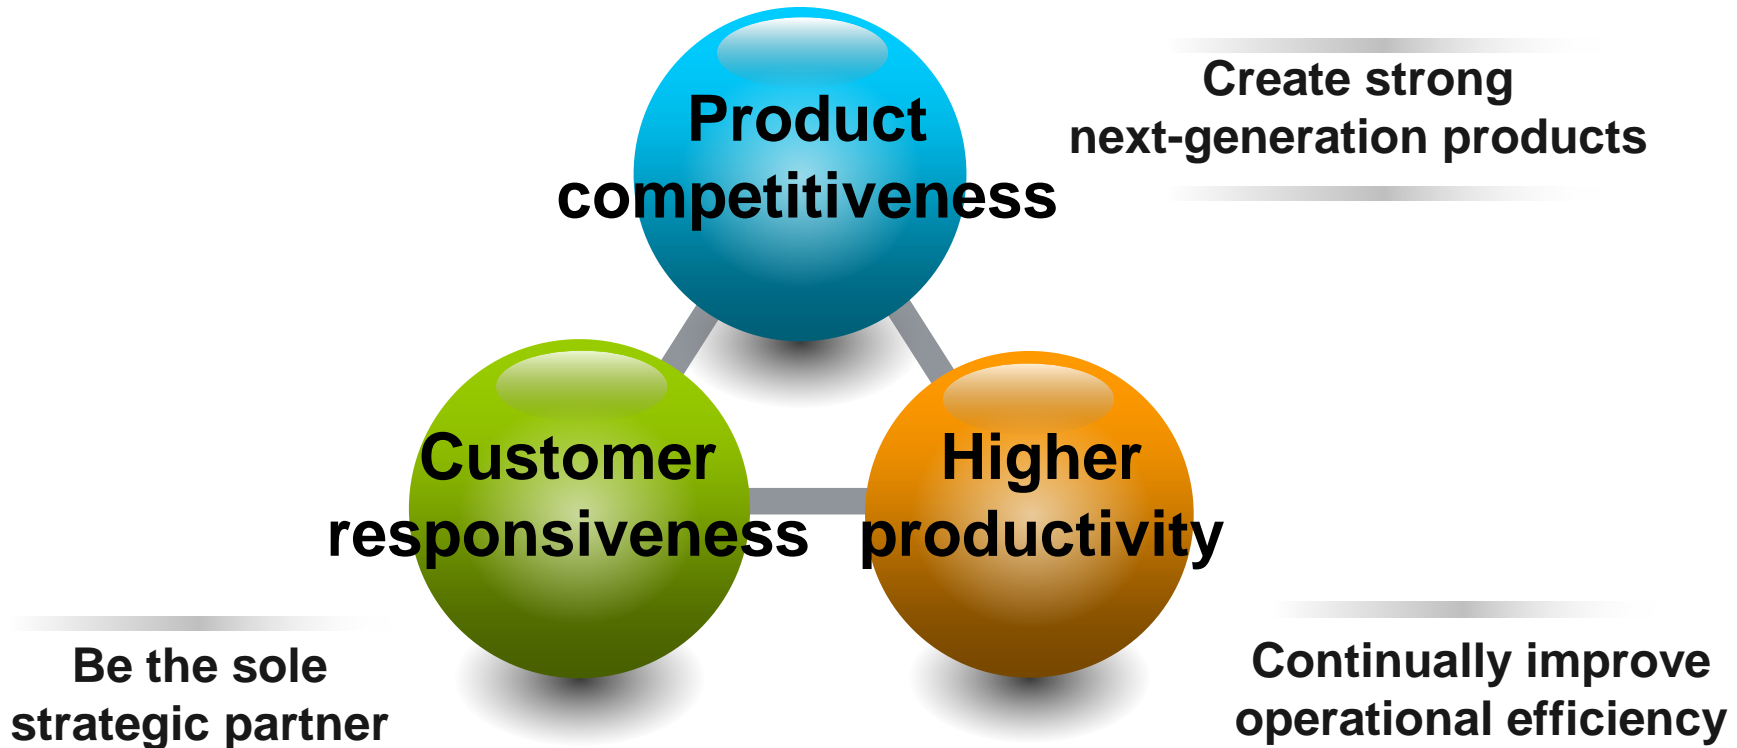 Product
competitiveness
Create strong
next-generation products
Customer
responsiveness
Higher
productivity
Be the sole
strategic partner
Continually improve
operational efficiency